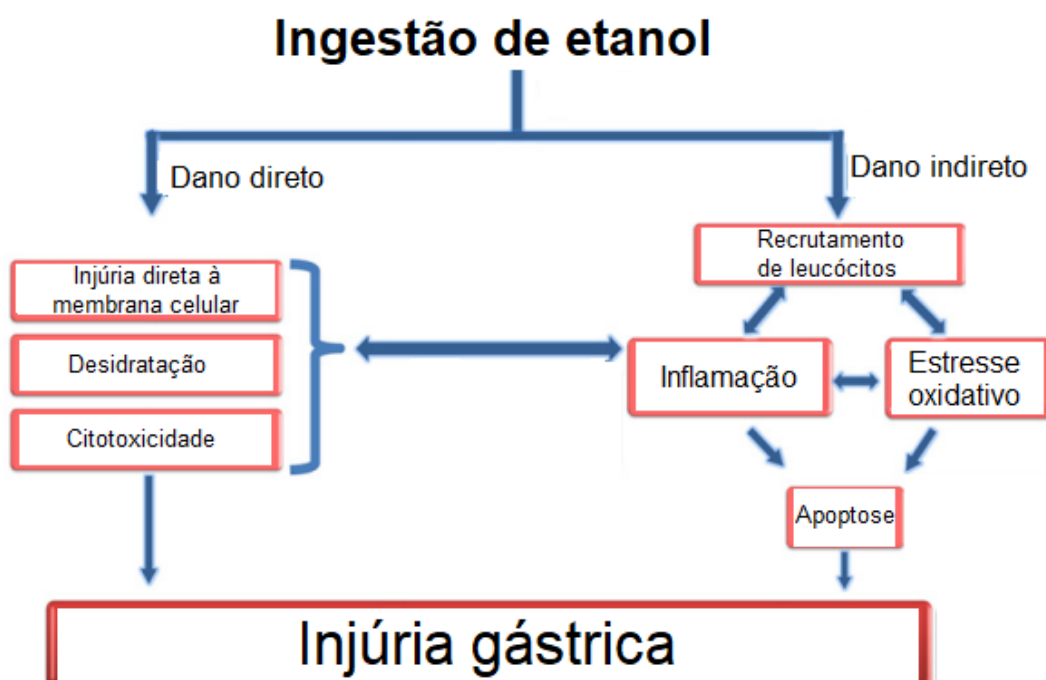 Ingestão de etanol
Dano direto
Dano indireto
Recrutamento
de leucócitos
Injúria direta à
membrana celular
Desidratação
Citotoxicidade
Inflamação
Estresse
oxidativo
Apoptose
Injúria gástrica